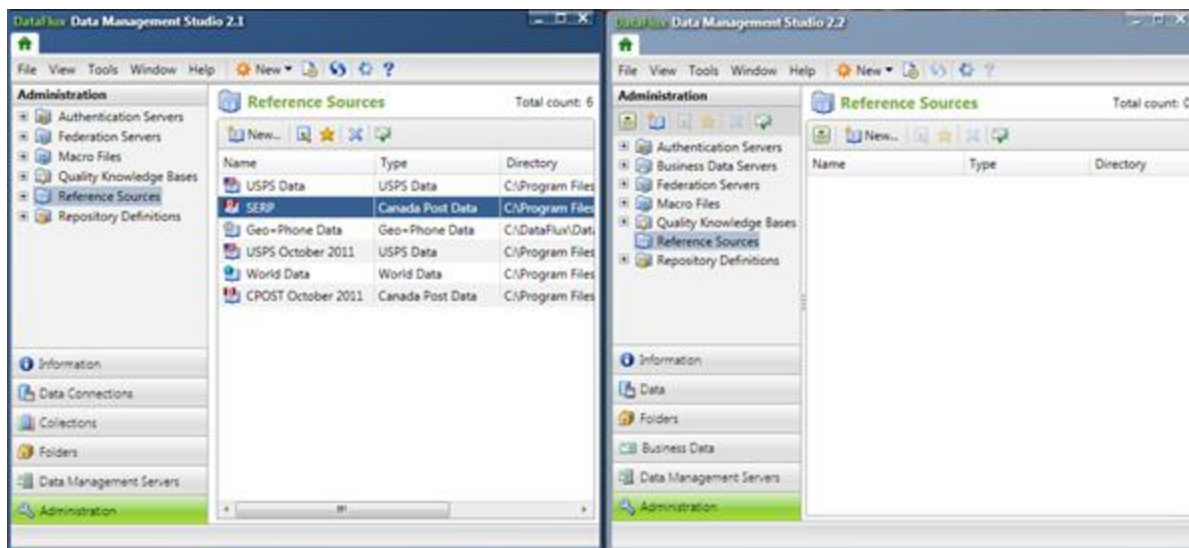 DataFlux Data Management Studio 2.1
File View Tools Window Help New ?
Administration
Authentication Servers
Federation Servers
Macro Files
Quality Knowledge Bases
Reference Sources
Repository Definitions
Information
Data Connections
Collections
Folders
Data Management Servers
Administration
Reference Sources Total count: 6
New...
Name Type Directory
USPS Data USPS Data C:\Program Files
SERP Canada Post Data C:\Program Files
Geo+Phone Data Geo+Phone Data C:\DataFlux\Data
USPS October 2011 USPS Data C:\Program Files
World Data World Data C:\Program Files
CPOST October 2011 Canada Post Data C:\Program Files
DataFlux Data Management Studio 2.2
File View Tools Window Help New ?
Administration
Authentication Servers
Business Data Servers
Federation Servers
Macro Files
Quality Knowledge Bases
Reference Sources
Repository Definitions
Information
Data
Folders
Business Data
Data Management Servers
Administration
Reference Sources Total count: 0
New...
Name Type Directory